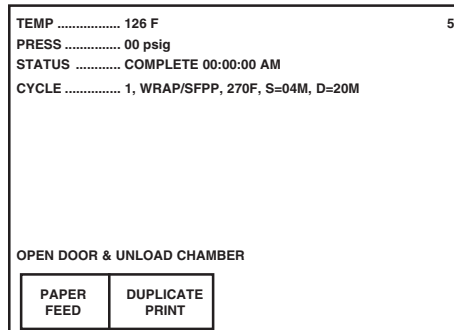 TEMP ................. 126 F 5
PRESS ............... 00 psig
STATUS ............ COMPLETE 00:00:00 AM
CYCLE ............... 1, WRAP/SFPP, 270F, S=04M, D=20M
OPEN DOOR & UNLOAD CHAMBER
PAPER FEED
DUPLICATE PRINT